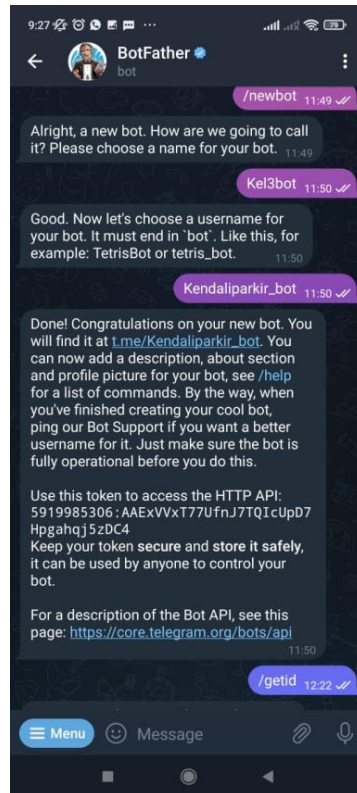 9:27
79
BotFather
bot
/newbot 11:49
Alright, a new bot. How are we going to call
it? Please choose a name for your bot. 11:49
Kel3bot 11:50
Good. Now let's choose a username for
your bot. It must end in `bot`. Like this, for
example: TetrisBot or tetris_bot. 11:50
Kendaliparkir_bot 11:50
Done! Congratulations on your new bot. You
will find it at t.me/Kendaliparkir_bot. You
can now add a description, about section
and profile picture for your bot, see /help
for a list of commands. By the way, when
you've finished creating your cool bot,
ping our Bot Support if you want a better
username for it. Just make sure the bot is
fully operational before you do this.
Use this token to access the HTTP API:
5919985306:AAExVVxT77UfnJ7TQIcUpD7
Hpgahqj5zDC4
Keep your token secure and store it safely,
it can be used by anyone to control your
bot.
For a description of the Bot API, see this
page: https://core.telegram.org/bots/api
11:50
/getid 12:22
Menu
Message